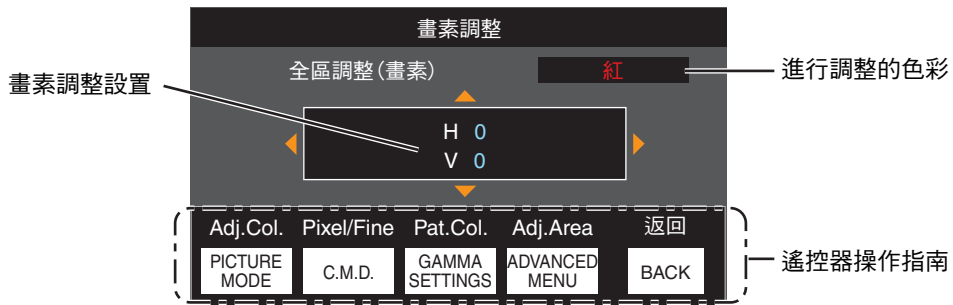 畫素調整
全區調整(畫素)
紅
進行調整的色彩
畫素調整設置
H 0
V 0
Adj.Col. Pixel/Fine Pat.Col. Adj.Area 返回
PICTURE MODE
C.M.D.
GAMMA SETTINGS
ADVANCED MENU
BACK
遙控器操作指南